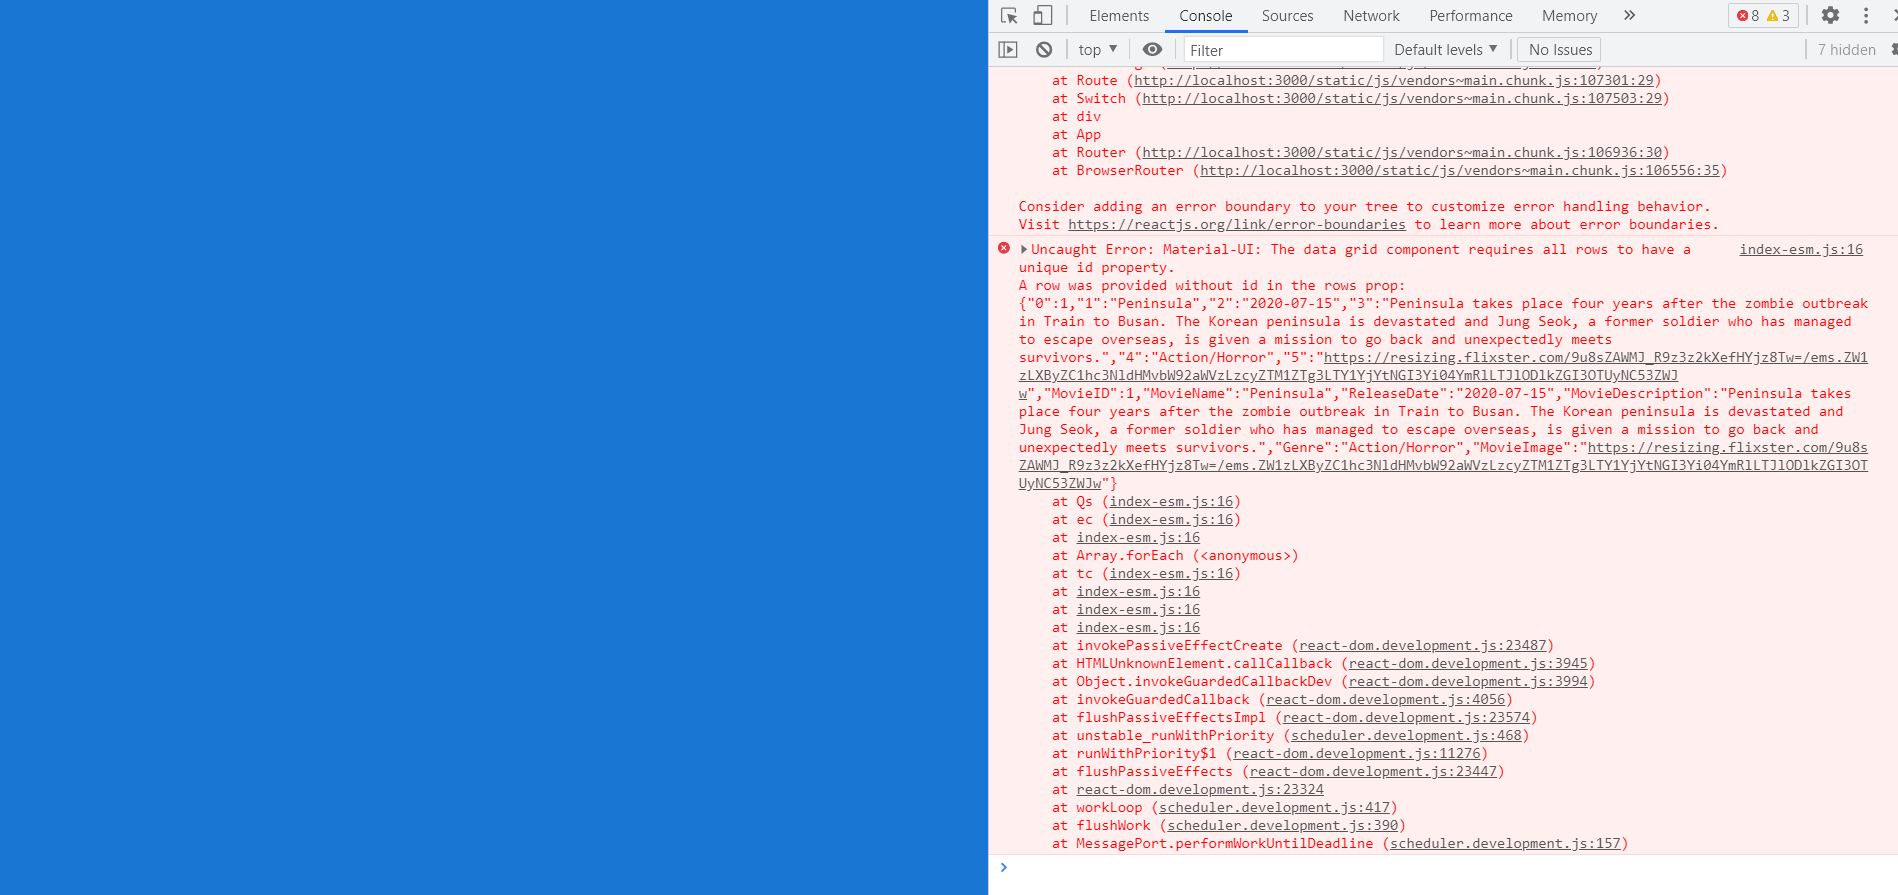 Elements Console Sources Network Performance Memory 8 3
top Filter Default levels No Issues 7 hidden
at Route (http://localhost:3000/static/js/vendors~main.chunk.js:107301:29)
at Switch (http://localhost:3000/static/js/vendors~main.chunk.js:107503:29)
at div
at App
at Router (http://localhost:3000/static/js/vendors~main.chunk.js:106936:30)
at BrowserRouter (http://localhost:3000/static/js/vendors~main.chunk.js:106556:35)
Consider adding an error boundary to your tree to customize error handling behavior.
Visit https://reactjs.org/link/error-boundaries to learn more about error boundaries.
Uncaught Error: Material-UI: The data grid component requires all rows to have a index-esm.js:16
unique id property.
A row was provided without id in the rows prop:
{"0":1,"1":"Peninsula","2":"2020-07-15","3":"Peninsula takes place four years after the zombie outbreak
in Train to Busan. The Korean peninsula is devastated and Jung Seok, a former soldier who has managed
to escape overseas, is given a mission to go back and unexpectedly meets
survivors.","4":"Action/Horror","5":"https://resizing.flixster.com/9u8sZAWMJ_R9z3z2kXefHYjz8Tw=/ems.ZW1
zLXByZC1hc3NldHMvbW92aWVzLzcyZTM1ZTg3LTY1YjYtNGI3Yi04YmRlLTJlODlkZGI3OTUyNC53ZWJ
w","MovieID":1,"MovieName":"Peninsula","ReleaseDate":"2020-07-15","MovieDescription":"Peninsula takes
place four years after the zombie outbreak in Train to Busan. The Korean peninsula is devastated and
Jung Seok, a former soldier who has managed to escape overseas, is given a mission to go back and
unexpectedly meets survivors.","Genre":"Action/Horror","MovieImage":"https://resizing.flixster.com/9u8s
ZAWMJ_R9z3z2kXefHYjz8Tw=/ems.ZW1zLXByZC1hc3NldHMvbW92aWVzLzcyZTM1ZTg3LTY1YjYtNGI3Yi04YmRlLTJlODlkZGI3OT
UyNC53ZWJw"}
at Qs (index-esm.js:16)
at ec (index-esm.js:16)
at index-esm.js:16
at Array.forEach (<anonymous>)
at tc (index-esm.js:16)
at index-esm.js:16
at index-esm.js:16
at index-esm.js:16
at invokePassiveEffectCreate (react-dom.development.js:23487)
at HTMLUnknownElement.callCallback (react-dom.development.js:3945)
at Object.invokeGuardedCallbackDev (react-dom.development.js:3994)
at invokeGuardedCallback (react-dom.development.js:4056)
at flushPassiveEffectsImpl (react-dom.development.js:23574)
at unstable_runWithPriority (scheduler.development.js:468)
at runWithPriority$1 (react-dom.development.js:11276)
at flushPassiveEffects (react-dom.development.js:23447)
at react-dom.development.js:23324
at workLoop (scheduler.development.js:417)
at flushWork (scheduler.development.js:390)
at MessagePort.performWorkUntilDeadline (scheduler.development.js:157)